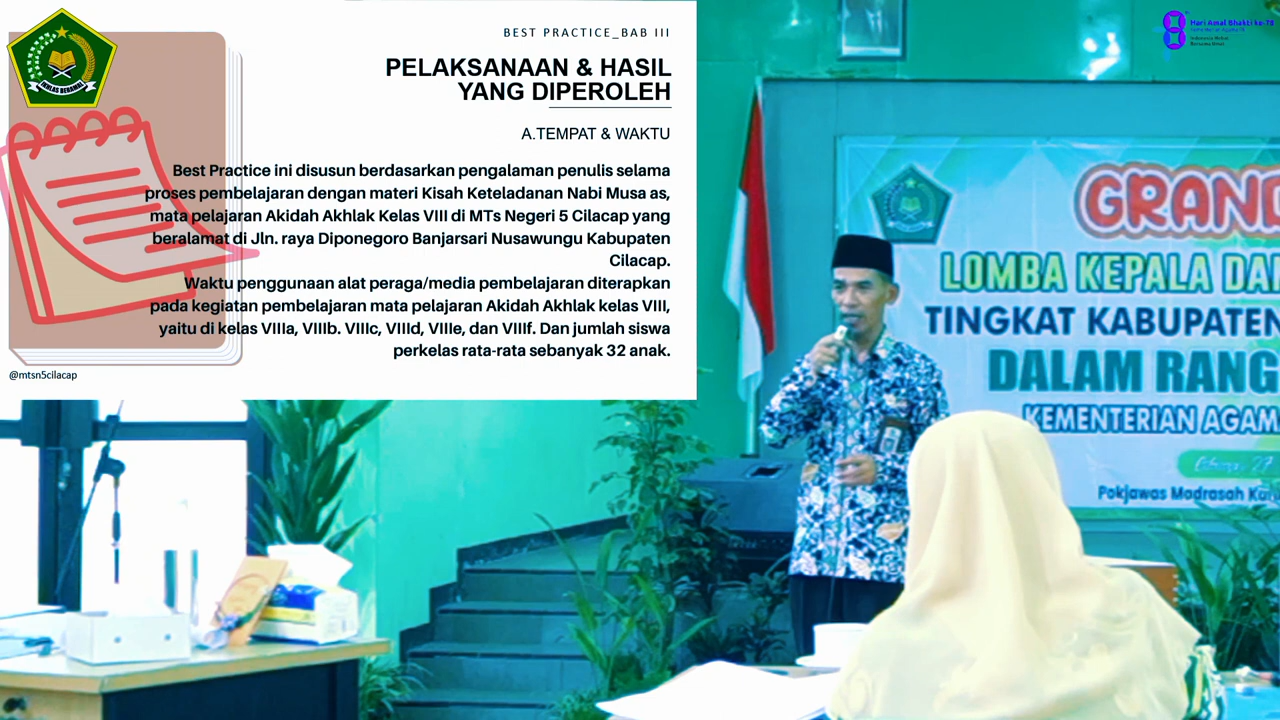 BEST PRACTICE_BAB III
PELAKSANAAN & HASIL
YANG DIPEROLEH
A.TEMPAT & WAKTU
Best Practice ini disusun berdasarkan pengalaman penulis selama
proses pembelajaran dengan materi Kisah Keteladanan Nabi Musa as,
mata pelajaran Akidah Akhlak Kelas VIII di MTs Negeri 5 Cilacap yang
beralamat di Jln. raya Diponegoro Banjarsari Nusawungu Kabupaten
Cilacap.
Waktu penggunaan alat peraga/media pembelajaran diterapkan
pada kegiatan pembelajaran mata pelajaran Akidah Akhlak kelas VIII,
yaitu di kelas VIIIa, VIIIb. VIIIc, VIIId, VIIIe, dan VIIIf. Dan jumlah siswa
perkelas rata-rata sebanyak 32 anak.
@mtsn5cilacap
IKHLAS BERAMAL
Hari Amal Bhakti ke-78
Indonesia Hebat
Bersama Umat
GRAND
LOMBA KEPALA DAN
TINGKAT KABUPATEN
DALAM RANG
KEMENTERIAN AGAM
27
Pokjawas Madrasah